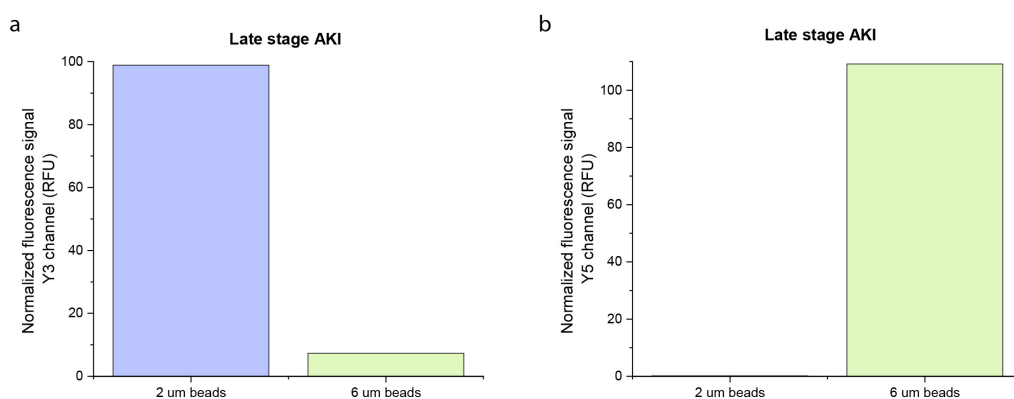 a
Late stage AKI
Normalized fluorescence signal
Y3 channel (RFU)
100
80
60
40
20
0
2 um beads
6 um beads
b
Late stage AKI
Normalized fluorescence signal
Y5 channel (RFU)
100
80
60
40
20
0
2 um beads
6 um beads